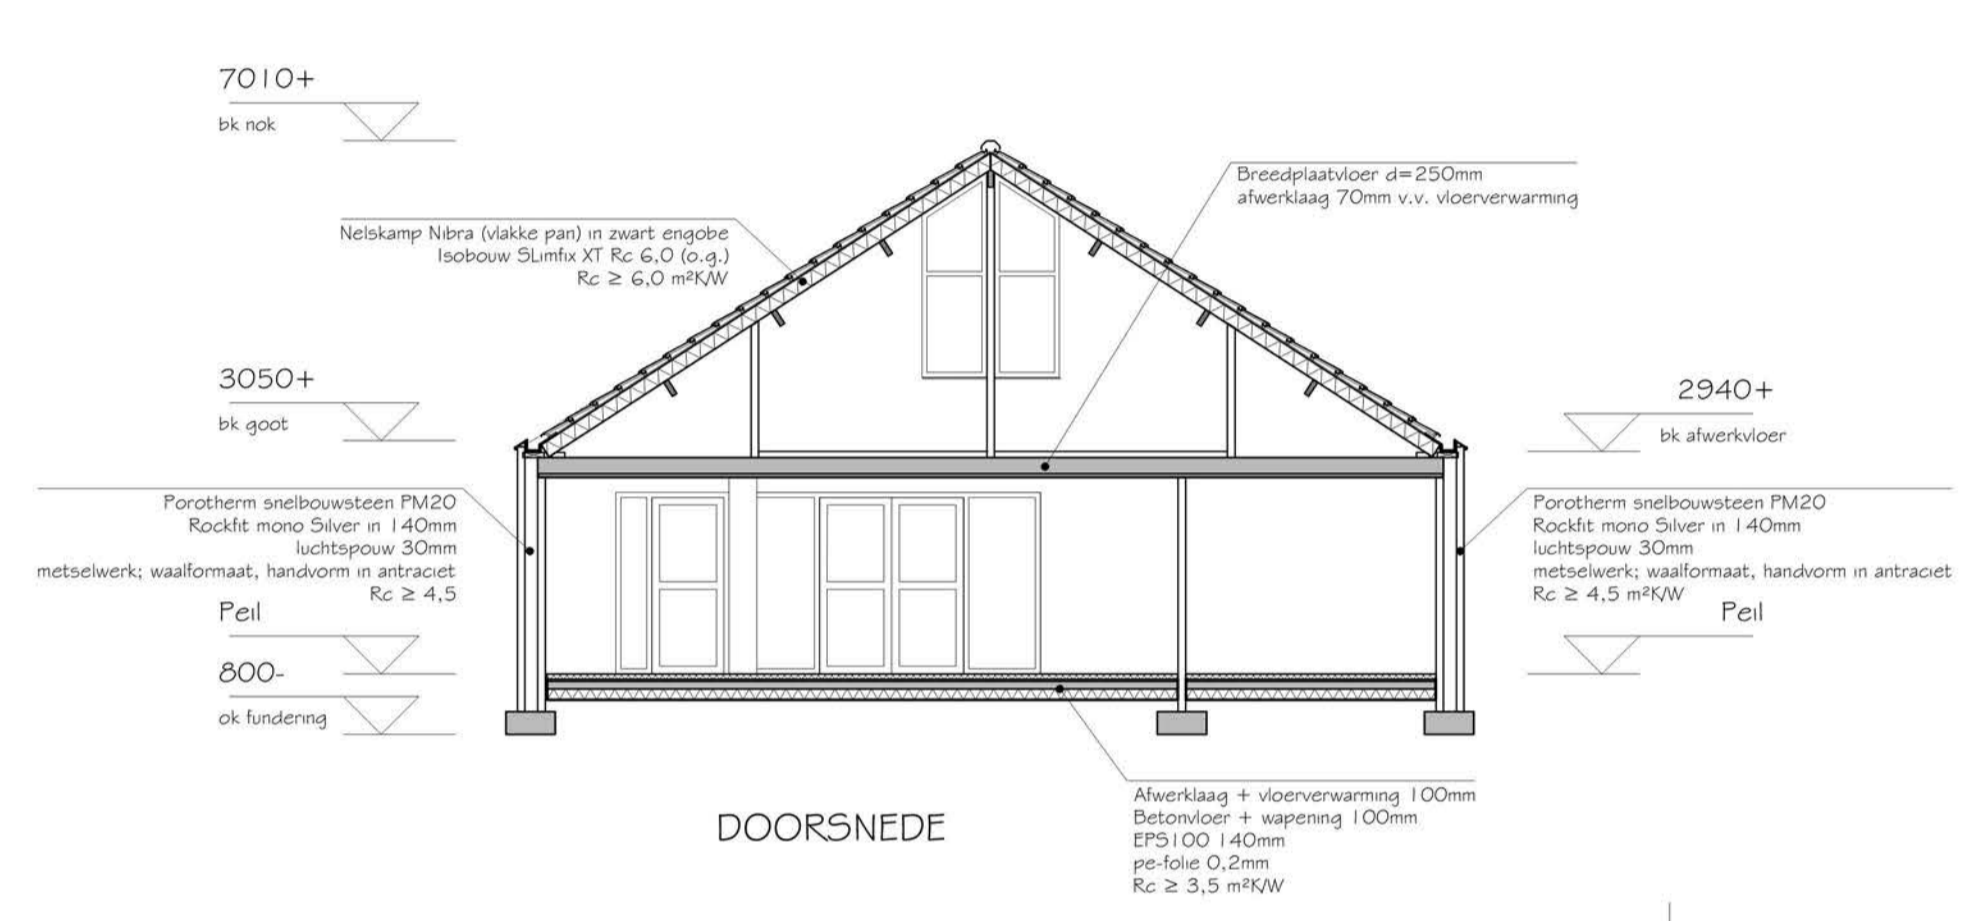 7010+
bk nok
Nelskamp Nibra (vlakke pan) in zwart engobe
Isobouw SLimfix XT Rc 6,0 (o.g.)
Rc ≥ 6,0 m²K/W
Breedplaatvloer d=250mm
afwerklaag 70mm v.v. vloerverwarming
3050+
bk goot
2940+
bk afwerkvloer
Porotherm snelbouwsteen PM20
Rockfit mono Silver in 140mm
luchtspouw 30mm
metselwerk; waalformaat, handvorm in antraciet
Rc ≥ 4,5
Porotherm snelbouwsteen PM20
Rockfit mono Silver in 140mm
luchtspouw 30mm
metselwerk; waalformaat, handvorm in antraciet
Rc ≥ 4,5 m²K/W
Peil
Peil
800-
ok fundering
Afwerklaag + vloerverwarming 100mm
Betonvloer + wapening 100mm
EPS100 140mm
pe-folie 0,2mm
Rc ≥ 3,5 m²K/W
DOORSNEDE